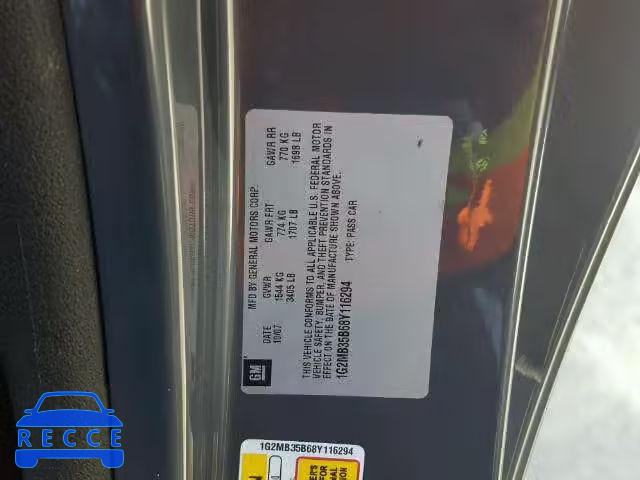 MFD BY GENERAL MOTORS CORP.
DATE GVWR GAWR FRT GAWR RR
10/07 1544 KG 774 KG 770 KG
3405 LB 1707 LB 1698 LB
THIS VEHICLE CONFORMS TO ALL APPLICABLE U.S. FEDERAL MOTOR
VEHICLE SAFETY, BUMPER, AND THEFT PREVENTION STANDARDS IN
EFFECT ON THE DATE OF MANUFACTURE SHOWN ABOVE.
TYPE: PASS CAR
1G2MB35B68Y116294
GM
1G2MB35B68Y116294
RECCE